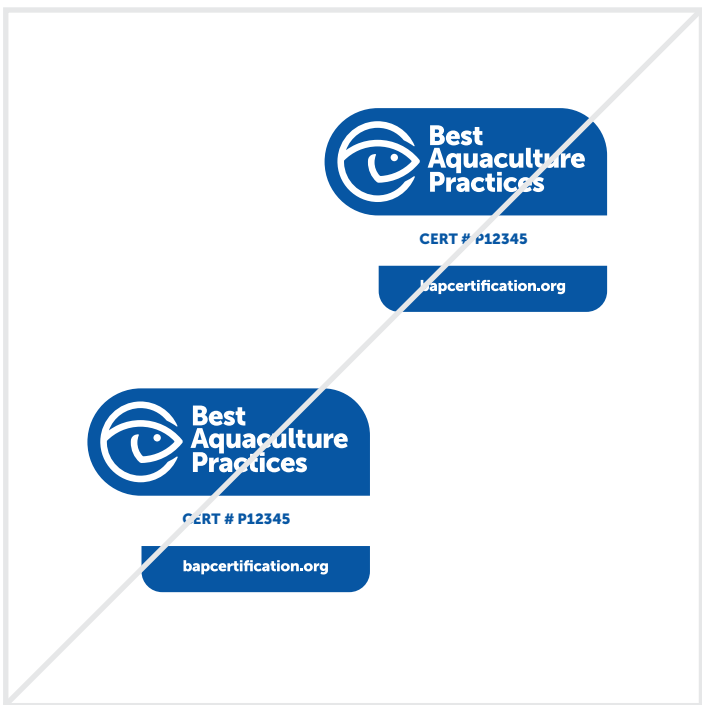 Best
Aquaculture
Practices
CERT # P12345
bapcertification.org
Best
Aquaculture
Practices
CERT # P12345
bapcertification.org